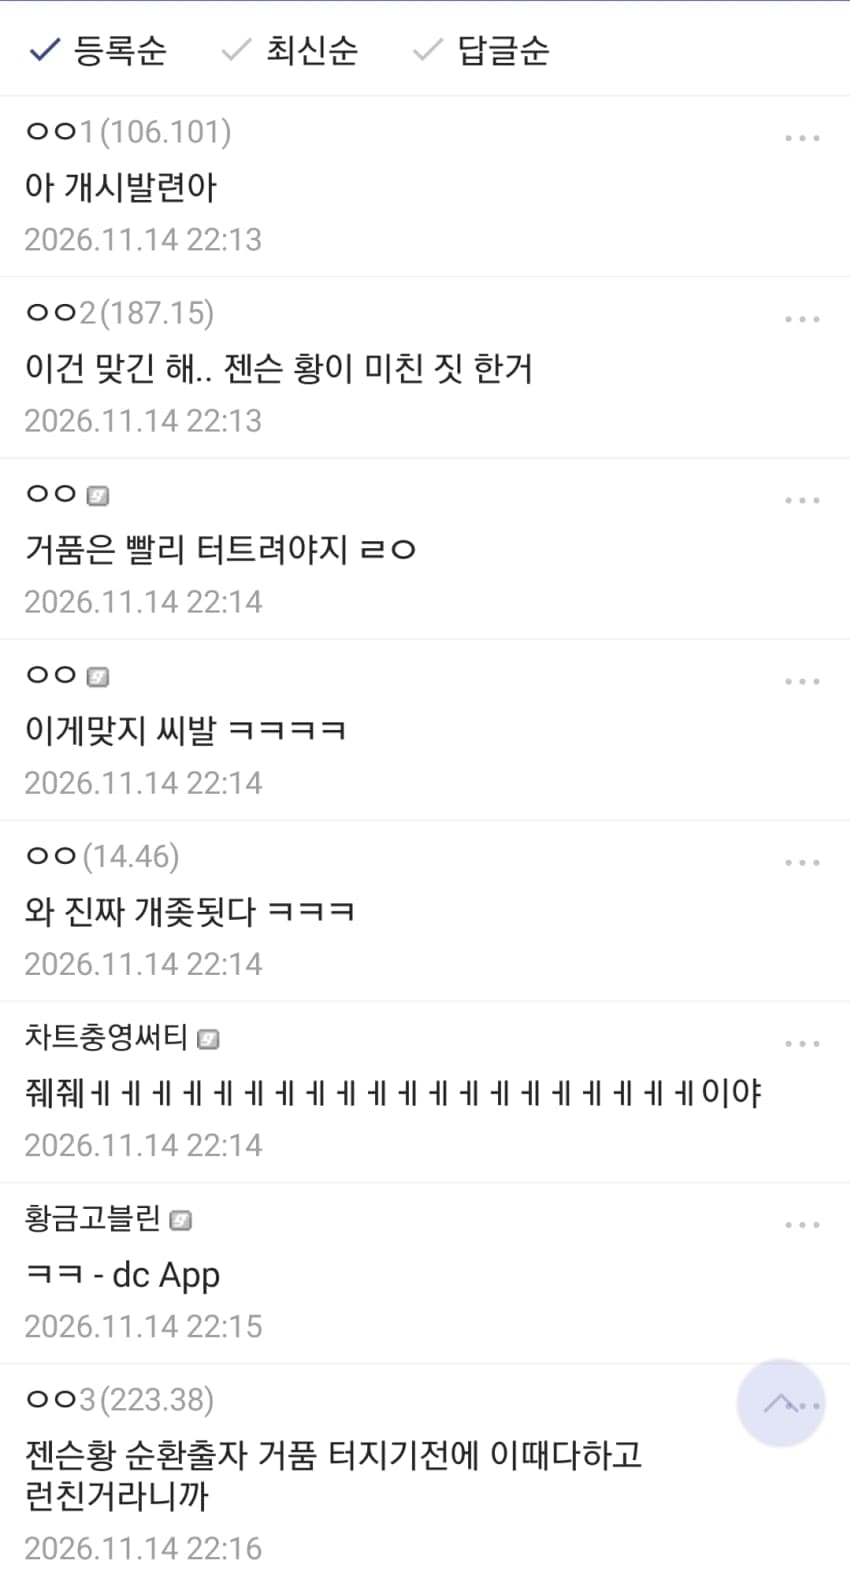 등록순 최신순 답글순
ㅇㅇ1(106.101)
아 개시발련아
2026.11.14 22:13
ㅇㅇ2(187.15)
이건 맞긴 해.. 젠슨 황이 미친 짓 한거
2026.11.14 22:13
ㅇㅇ
거품은 빨리 터트려야지 ㄹㅇ
2026.11.14 22:14
ㅇㅇ
이게맞지 씨발 ㅋㅋㅋㅋ
2026.11.14 22:14
ㅇㅇ(14.46)
와 진짜 개좆됫다 ㅋㅋㅋ
2026.11.14 22:14
차트충영써티
줴줴ㅔㅔㅔㅔㅔㅔㅔㅔㅔㅔㅔㅔㅔㅔㅔㅔㅔㅔㅔㅔ이야
2026.11.14 22:14
황금고블린
ㅋㅋ - dc App
2026.11.14 22:15
ㅇㅇ3(223.38)
젠슨황 순환출자 거품 터지기전에 이때다하고
런친거라니까
2026.11.14 22:16